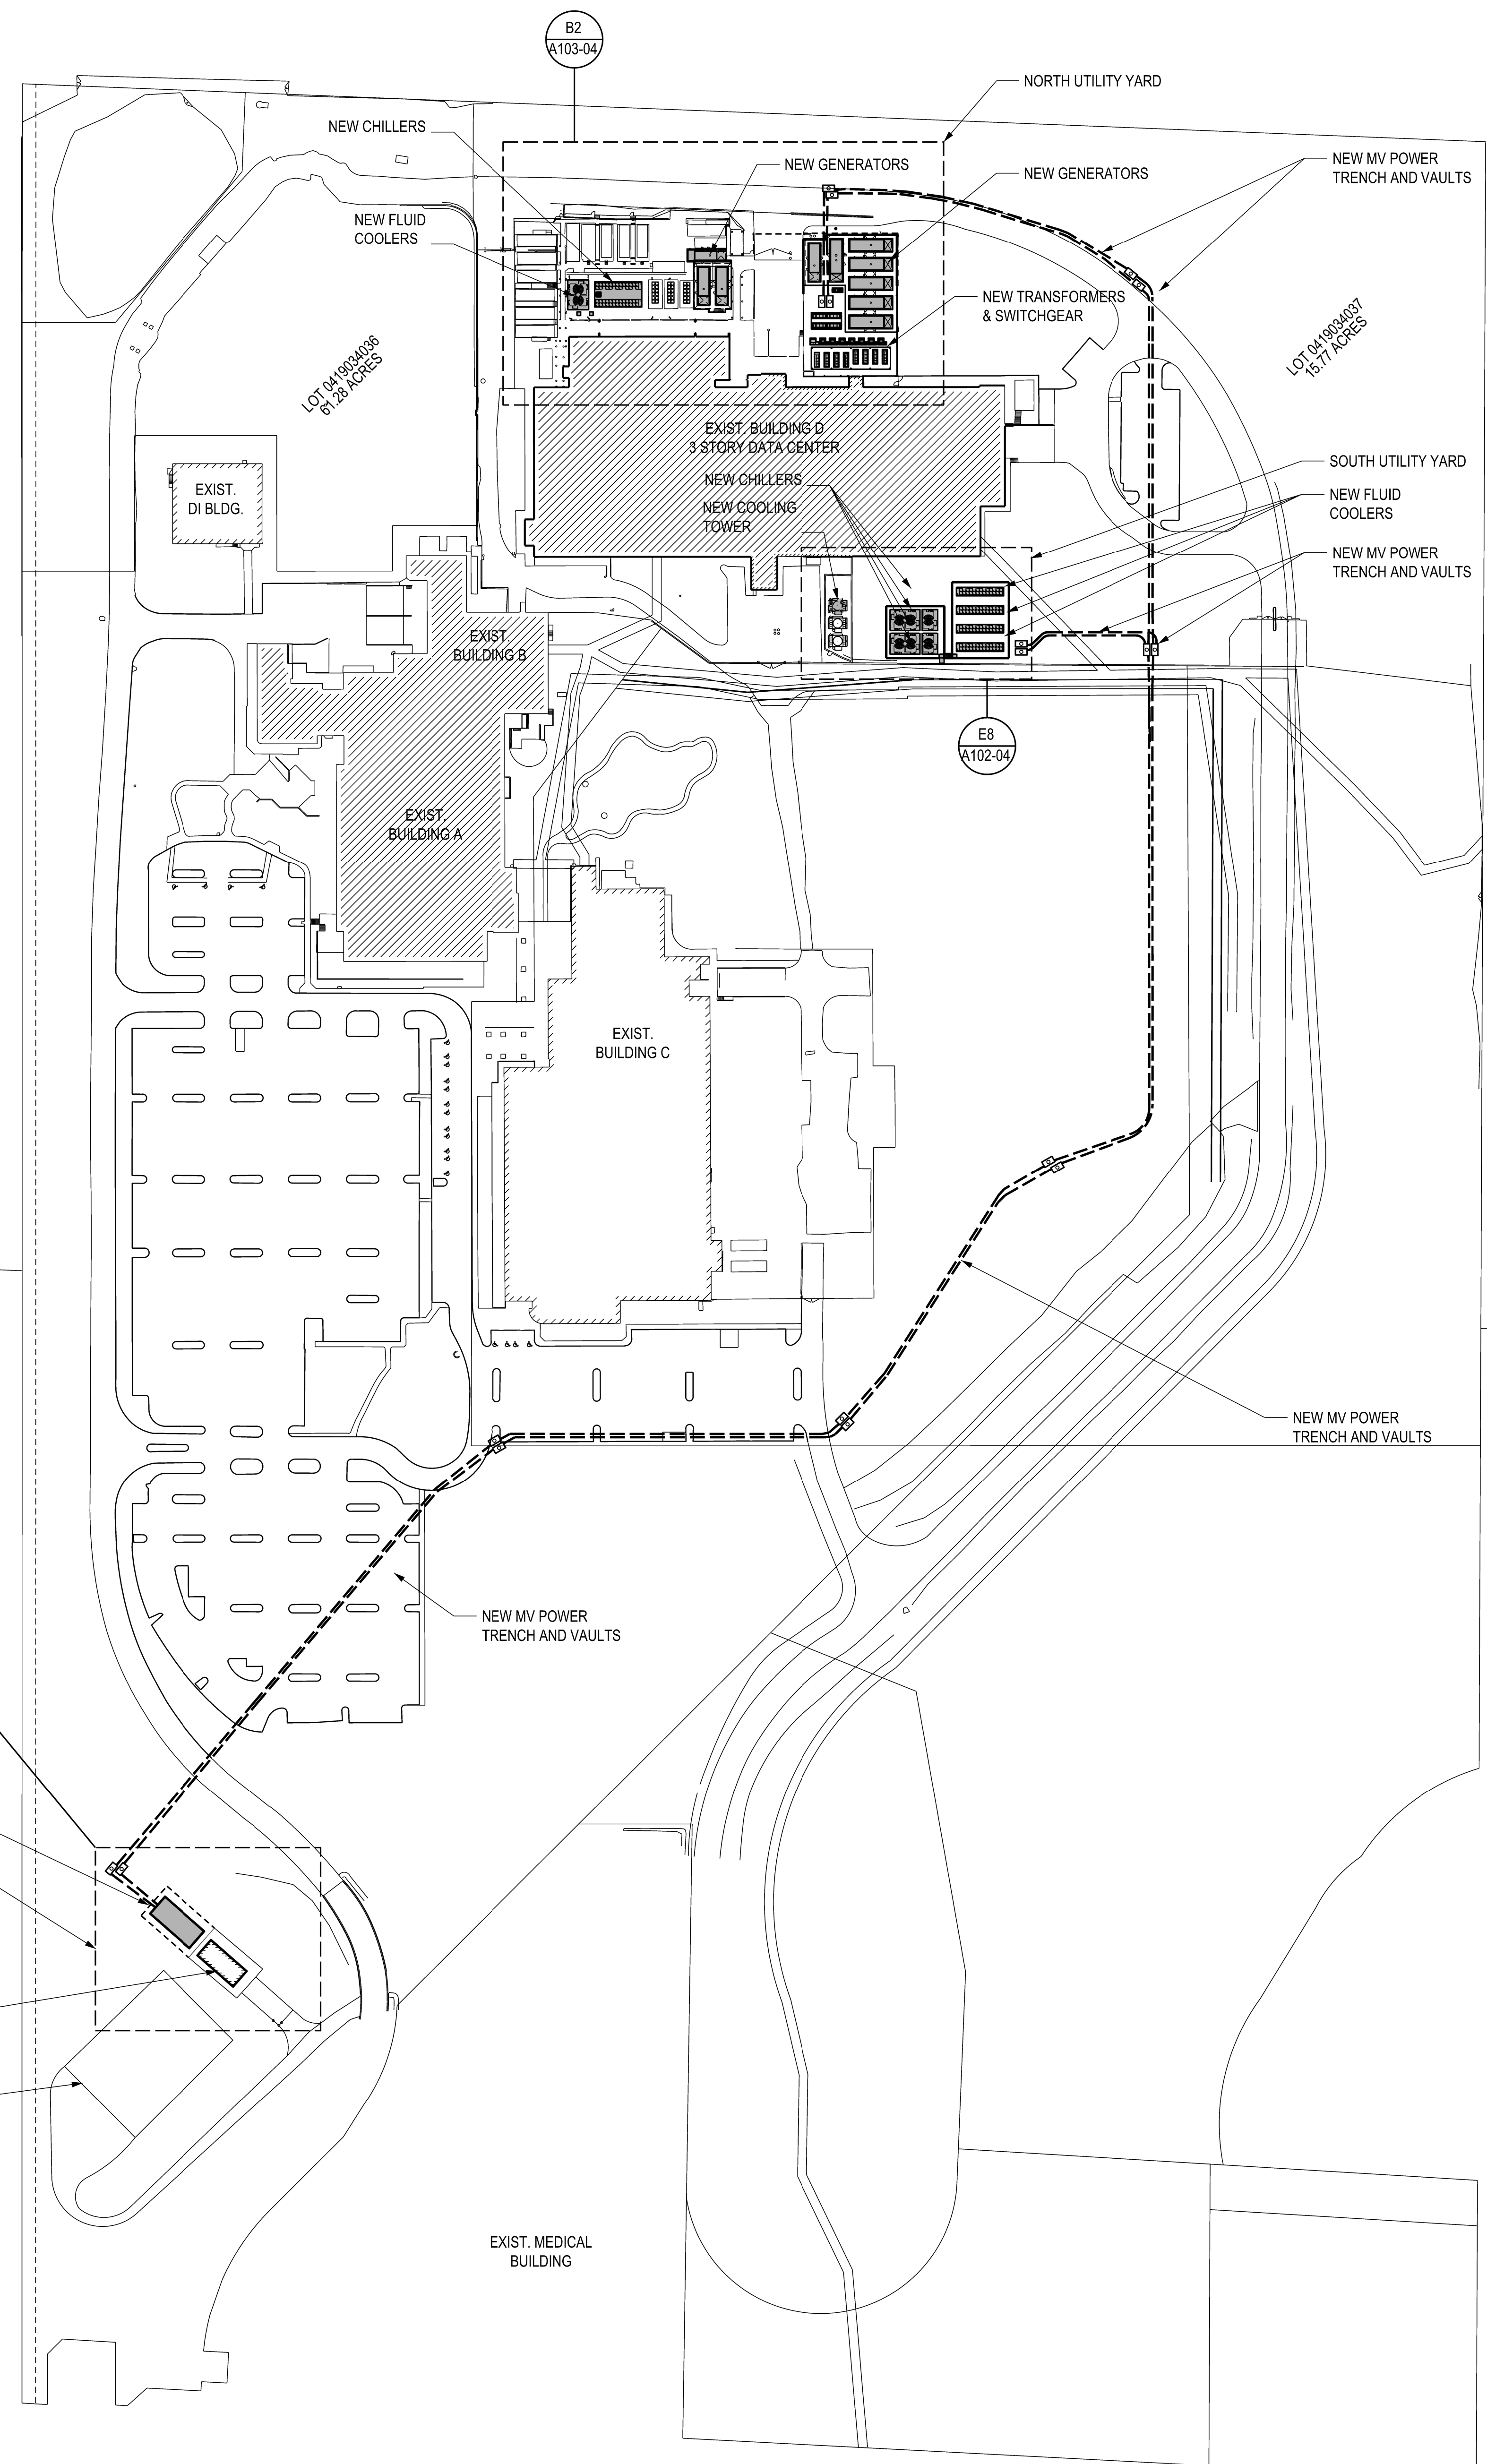 B2
A103-04
NORTH UTILITY YARD
NEW CHILLERS
NEW GENERATORS
NEW GENERATORS
NEW MV POWER
TRENCH AND VAULTS
NEW FLUID
COOLERS
NEW TRANSFORMERS
& SWITCHGEAR
LOT 0419034036
61.28 ACRES
LOT 0419034037
15.77 ACRES
EXIST. BUILDING D
3 STORY DATA CENTER
NEW CHILLERS
NEW COOLING
TOWER
SOUTH UTILITY YARD
NEW FLUID
COOLERS
NEW MV POWER
TRENCH AND VAULTS
EXIST.
DI BLDG.
EXIST.
BUILDING B
E8
A102-04
EXIST.
BUILDING A
EXIST.
BUILDING C
NEW MV POWER
TRENCH AND VAULTS
NEW MV POWER
TRENCH AND VAULTS
EXIST. MEDICAL
BUILDING